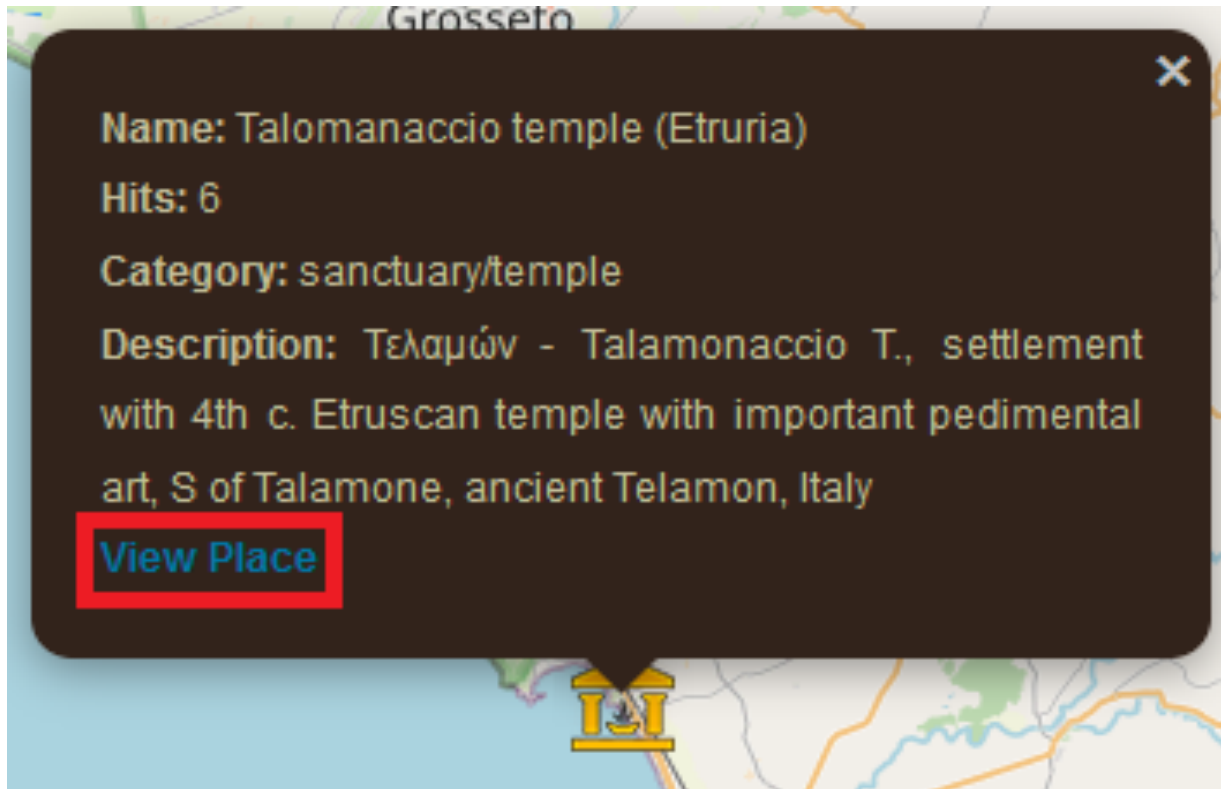 Grosseto
×
Name: Talomanaccio temple (Etruria)
Hits: 6
Category: sanctuary/temple
Description: Τελαμών - Talamonaccio T., settlement
with 4th c. Etruscan temple with important pedimental
art, S of Talamone, ancient Telamon, Italy
View Place